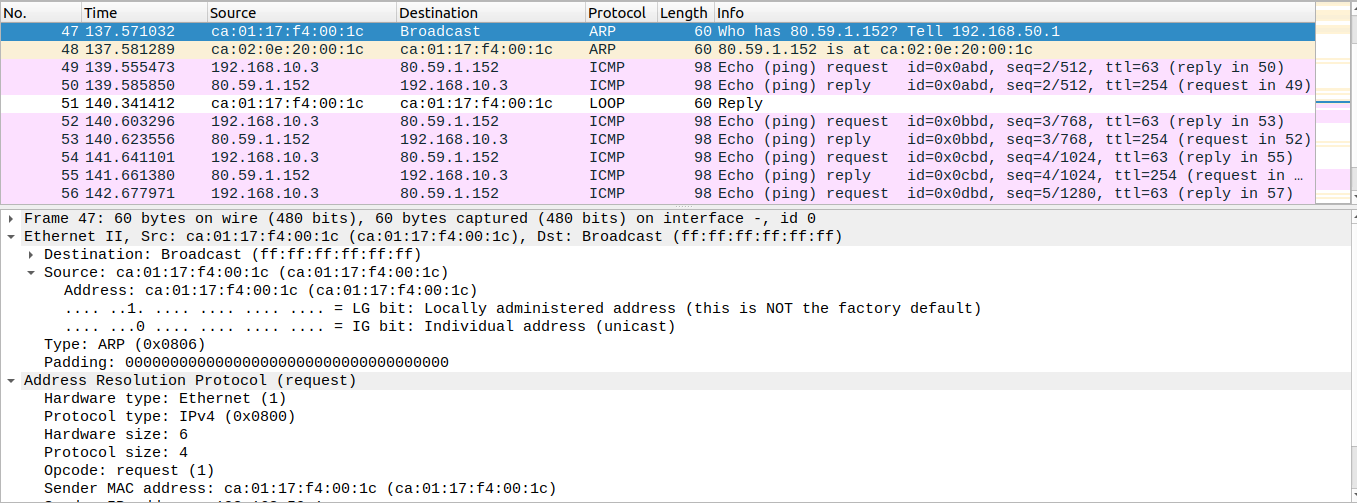 No. Time Source Destination Protocol Length Info
47 137.571032 ca:01:17:f4:00:1c Broadcast ARP 60 Who has 80.59.1.152? Tell 192.168.50.1
48 137.581289 ca:02:0e:20:00:1c ca:01:17:f4:00:1c ARP 60 80.59.1.152 is at ca:02:0e:20:00:1c
49 139.555473 192.168.10.3 80.59.1.152 ICMP 98 Echo (ping) request id=0x0abd, seq=2/512, ttl=63 (reply in 50)
50 139.585850 80.59.1.152 192.168.10.3 ICMP 98 Echo (ping) reply id=0x0abd, seq=2/512, ttl=254 (request in 49)
51 140.341412 ca:01:17:f4:00:1c ca:01:17:f4:00:1c LOOP 60 Reply
52 140.603296 192.168.10.3 80.59.1.152 ICMP 98 Echo (ping) request id=0x0bbd, seq=3/768, ttl=63 (reply in 53)
53 140.623556 80.59.1.152 192.168.10.3 ICMP 98 Echo (ping) reply id=0x0bbd, seq=3/768, ttl=254 (request in 52)
54 141.641101 192.168.10.3 80.59.1.152 ICMP 98 Echo (ping) request id=0x0cbd, seq=4/1024, ttl=63 (reply in 55)
55 141.661380 80.59.1.152 192.168.10.3 ICMP 98 Echo (ping) reply id=0x0cbd, seq=4/1024, ttl=254 (request in …
56 142.677971 192.168.10.3 80.59.1.152 ICMP 98 Echo (ping) request id=0x0dbd, seq=5/1280, ttl=63 (reply in 57)
Frame 47: 60 bytes on wire (480 bits), 60 bytes captured (480 bits) on interface -, id 0
Ethernet II, Src: ca:01:17:f4:00:1c (ca:01:17:f4:00:1c), Dst: Broadcast (ff:ff:ff:ff:ff:ff)
Destination: Broadcast (ff:ff:ff:ff:ff:ff)
Source: ca:01:17:f4:00:1c (ca:01:17:f4:00:1c)
Address: ca:01:17:f4:00:1c (ca:01:17:f4:00:1c)
.... ..1. .... .... .... .... = LG bit: Locally administered address (this is NOT the factory default)
.... ...0 .... .... .... .... = IG bit: Individual address (unicast)
Type: ARP (0x0806)
Padding: 000000000000000000000000000000000000
Address Resolution Protocol (request)
Hardware type: Ethernet (1)
Protocol type: IPv4 (0x0800)
Hardware size: 6
Protocol size: 4
Opcode: request (1)
Sender MAC address: ca:01:17:f4:00:1c (ca:01:17:f4:00:1c)